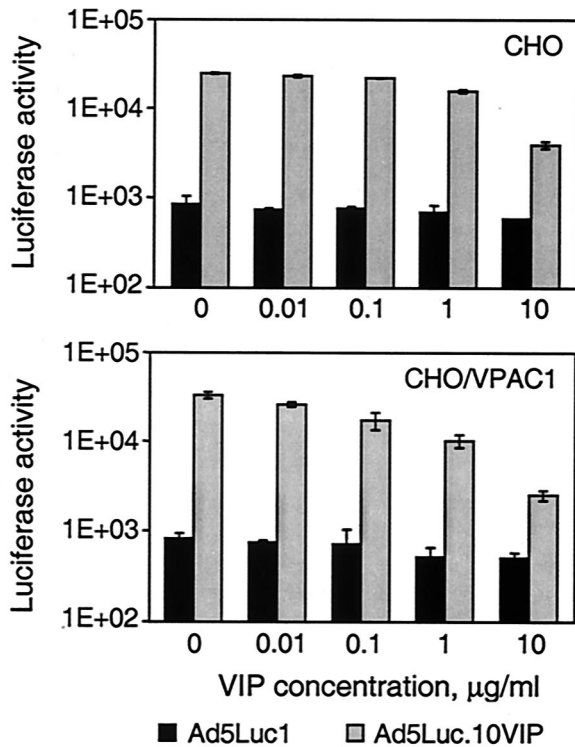 CHO
Luciferase activity
1E+05
1E+04
1E+03
1E+02
0 0.01 0.1 1 10
CHO/VPAC1
Luciferase activity
1E+05
1E+04
1E+03
1E+02
0 0.01 0.1 1 10
VIP concentration, µg/ml
Ad5Luc1 Ad5Luc.10VIP